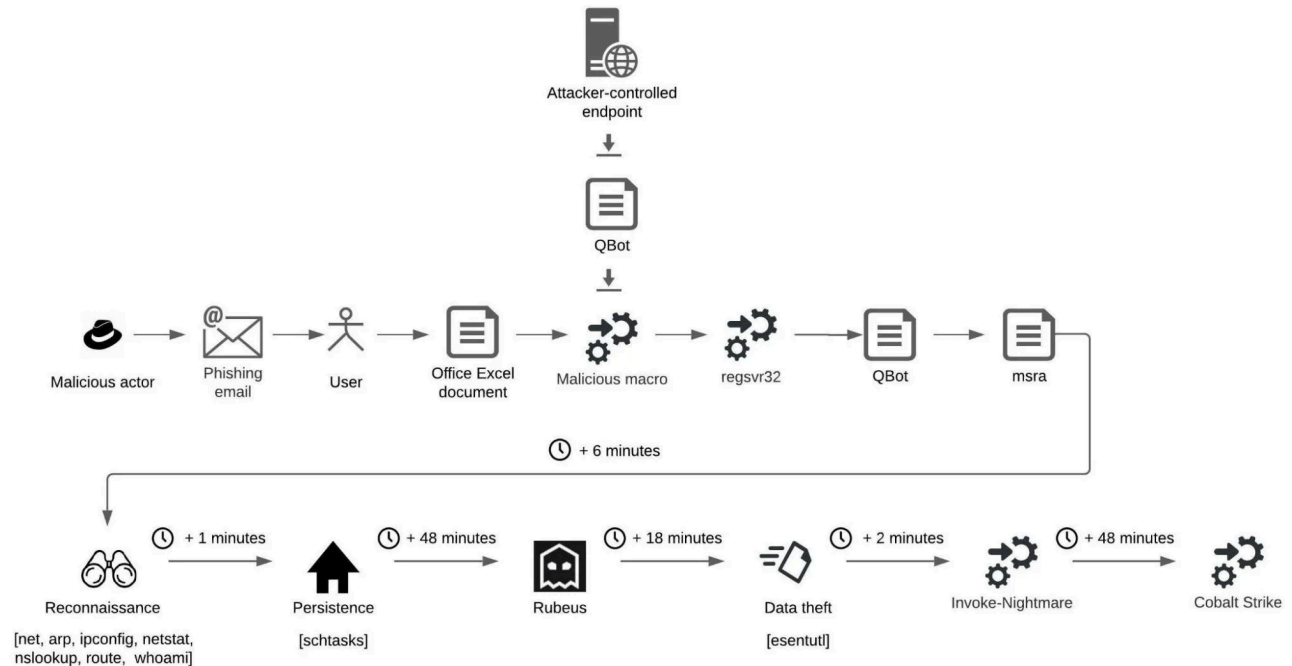 Attacker-controlled
endpoint
QBot
@
Malicious actor
Phishing
email
User
Office Excel
document
Malicious macro
regsvr32
QBot
msra
+ 6 minutes
+ 1 minutes
+ 48 minutes
+ 18 minutes
+ 2 minutes
+ 48 minutes
Reconnaissance
Persistence
Rubeus
Data theft
Invoke-Nightmare
Cobalt Strike
[net, arp, ipconfig, netstat,
nslookup, route, whoami]
[schtasks]
[esentutl]